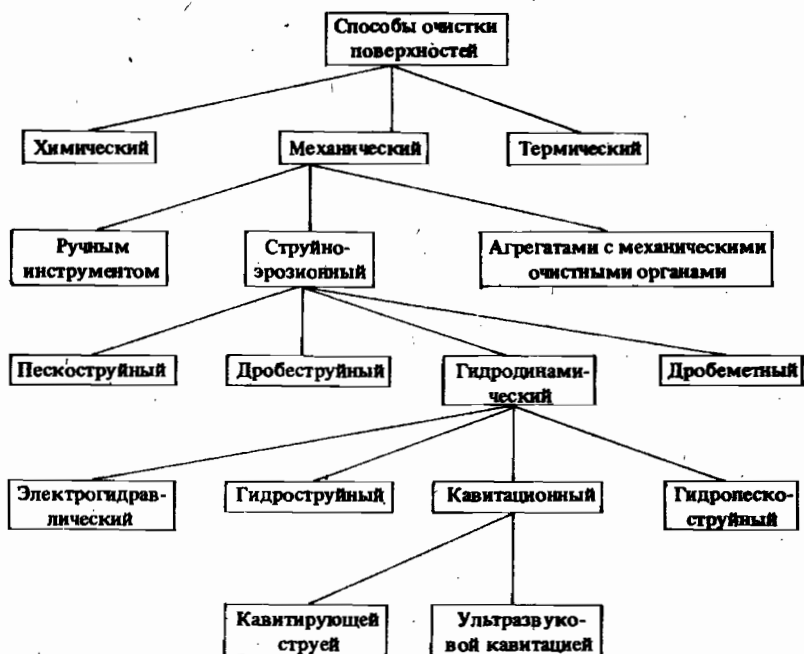 Способы очистки
поверхностей
Химический
Механический
Термический
Ручным
инструментом
Струйно-
эрозионный
Агрегатами с механическими
очистными органами
Пескоструйный
Дробеструйный
Гидродинами-
ческий
Дробеметный
Электрогидрав-
лический
Гидроструйный
Кавитационный
Гидропеско-
струйный
Кавитирующей
струей
Ультразвуко-
вой кавитацией